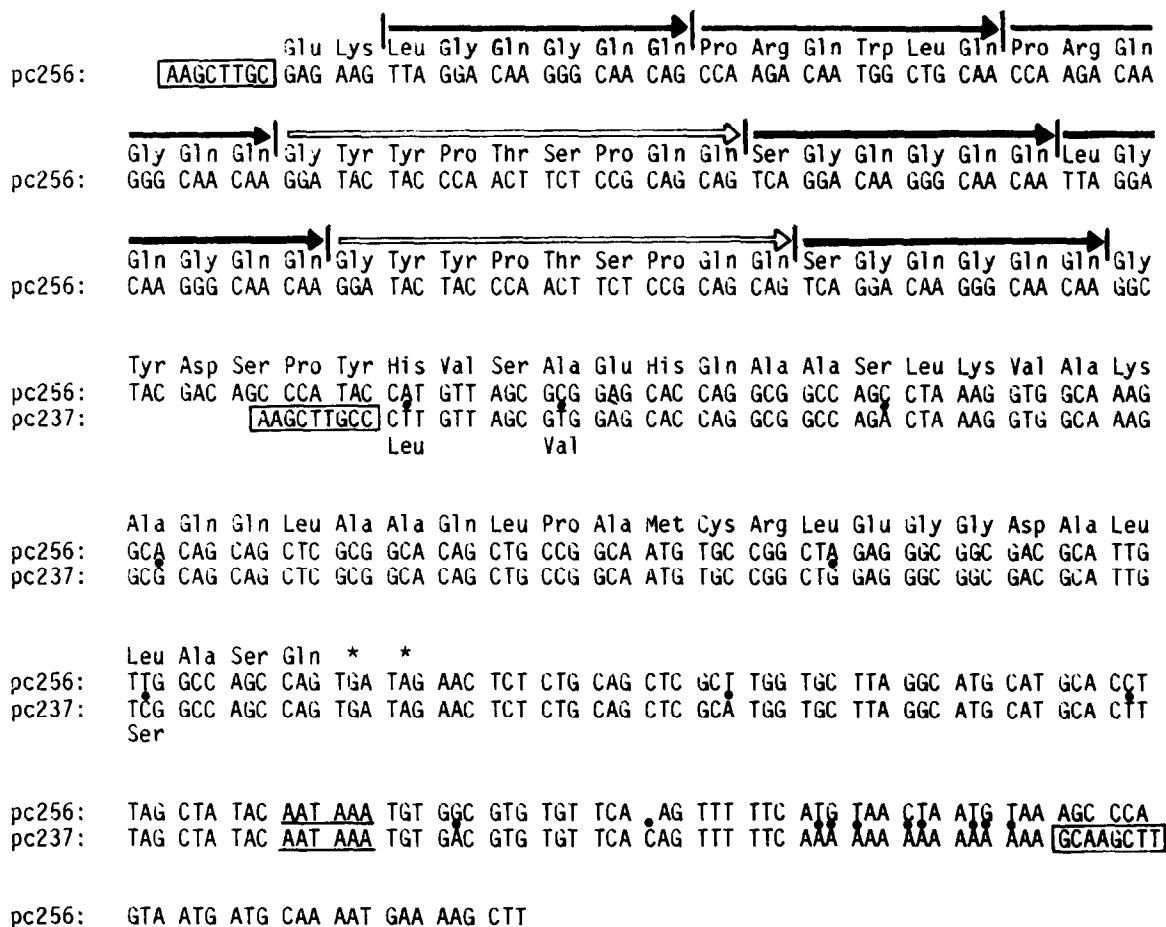 Glu Lys Leu Gly Gln Gly Gln Gln Pro Arg Gln Trp Leu Gln Pro Arg Gln
pc256: AAGCTTGC GAG AAG TTA GGA CAA GGG CAA CAG CCA AGA CAA TGG CTG CAA CCA AGA CAA
Gly Gln Gln Gly Tyr Tyr Pro Thr Ser Pro Gln Gln Ser Gly Gln Gly Gln Gln Leu Gly
pc256: GGG CAA CAA GGA TAC TAC CCA ACT TCT CCG CAG CAG TCA GGA CAA GGG CAA CAA TTA GGA
Gln Gly Gln Gln Gly Tyr Tyr Pro Thr Ser Pro Gln Gln Ser Gly Gln Gly Gln Gln Gly
pc256: CAA GGG CAA CAA GGA TAC TAC CCA ACT TCT CCG CAG CAG TCA GGA CAA GGG CAA CAA GGC
Tyr Asp Ser Pro Tyr His Val Ser Ala Glu His Gln Ala Ala Ser Leu Lys Val Ala Lys
pc256: TAC GAC AGC CCA TAC CAT GTT AGC GCG GAG CAC CAG GCG GCC AGC CTA AAG GTG GCA AAG
pc237: AAGCTTGCC CTT GTT AGC GTG GAG CAC CAG GCG GCC AGA CTA AAG GTG GCA AAG
Leu Val
Ala Gln Gln Leu Ala Ala Gln Leu Pro Ala Met Cys Arg Leu Glu Gly Gly Asp Ala Leu
pc256: GCA CAG CAG CTC GCG GCA CAG CTG CCG GCA ATG TGC CGG CTA GAG GGC GGC GAC GCA TTG
pc237: GCG CAG CAG CTC GCG GCA CAG CTG CCG GCA ATG TGC CGG CTG GAG GGC GGC GAC GCA TTG
Leu Ala Ser Gln * *
pc256: TTG GCC AGC CAG TGA TAG AAC TCT CTG CAG CTC GCT TGG TGC TTA GGC ATG CAT GCA CCT
pc237: TCG GCC AGC CAG TGA TAG AAC TCT CTG CAG CTC GCA TGG TGC TTA GGC ATG CAT GCA CTT
Ser
pc256: TAG CTA TAC AAT AAA TGT GGC GTG TGT TCA AG TTT TTC ATG TAA CTA ATG TAA AGC CCA
pc237: TAG CTA TAC AAT AAA TGT GAC GTG TGT TCA CAG TTT TTC AAA AAA AAA AAA AAA GCAAGCTT
pc256: GTA ATG ATG CAA AAT GAA AAG CTT